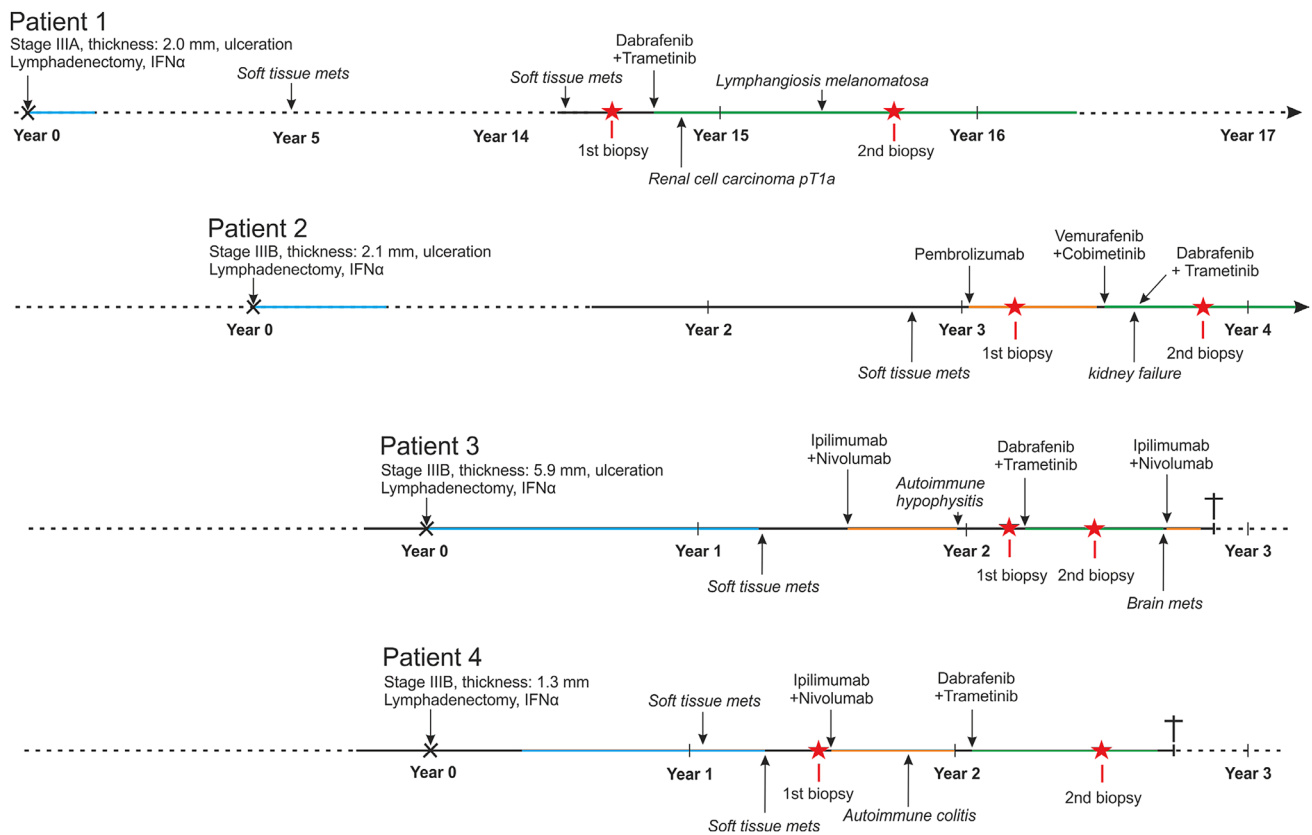 Patient 1
Stage IIIA, thickness: 2.0 mm, ulceration
Lymphadenectomy, IFNα
Soft tissue mets
Soft tissue mets
Dabrafenib
+Trametinib
Lymphangiosis melanomatosa
Year 0
Year 5
Year 14
Year 15
Year 16
Year 17
1st biopsy
2nd biopsy
Renal cell carcinoma pT1a
Patient 2
Stage IIIB, thickness: 2.1 mm, ulceration
Lymphadenectomy, IFNα
Pembrolizumab
Vemurafenib
+Cobimetinib
Dabrafenib
+ Trametinib
Year 0
Year 2
Year 3
Year 4
1st biopsy
2nd biopsy
Soft tissue mets
kidney failure
Patient 3
Stage IIIB, thickness: 5.9 mm, ulceration
Lymphadenectomy, IFNα
Ipilimumab
+Nivolumab
Autoimmune
hypophysitis
Dabrafenib
+Trametinib
Ipilimumab
+Nivolumab
Year 0
Year 1
Year 2
Year 3
1st biopsy
2nd biopsy
Soft tissue mets
Brain mets
Patient 4
Stage IIIB, thickness: 1.3 mm
Lymphadenectomy, IFNα
Soft tissue mets
Ipilimumab
+Nivolumab
Dabrafenib
+Trametinib
Year 0
Year 1
Year 2
Year 3
1st biopsy
2nd biopsy
Soft tissue mets
Autoimmune colitis